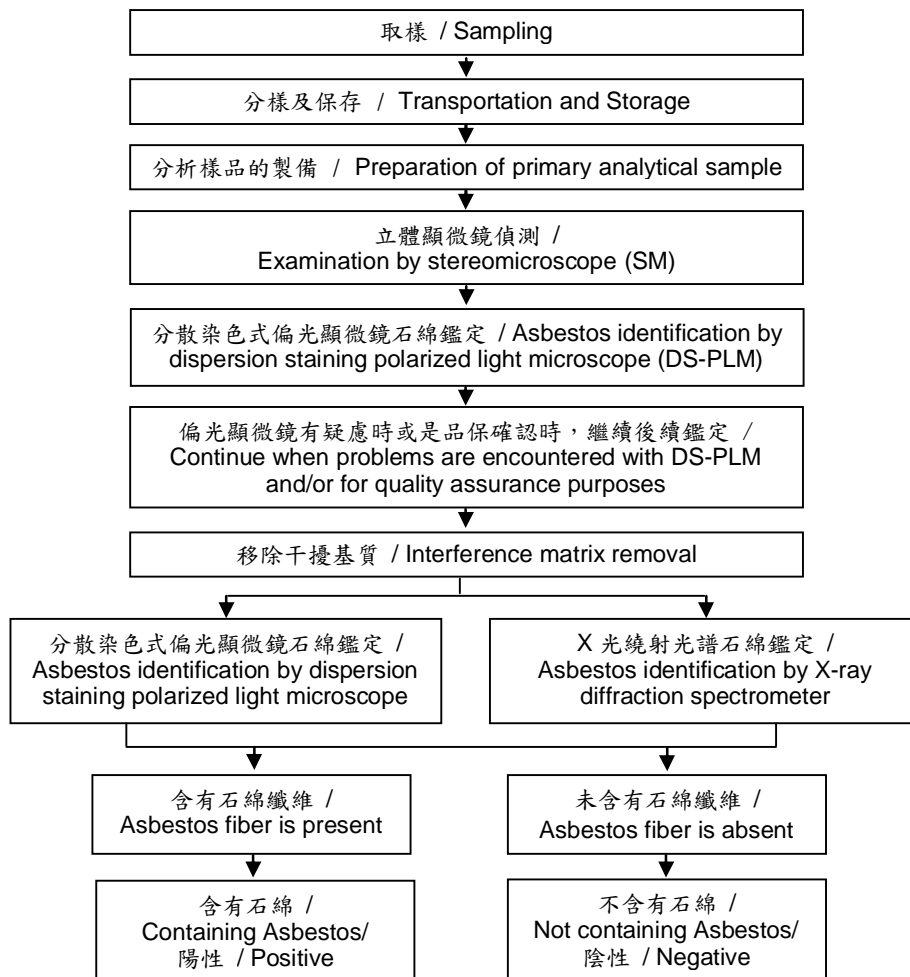 取樣 / Sampling
分樣及保存 / Transportation and Storage
分析樣品的製備 / Preparation of primary analytical sample
立體顯微鏡偵測 /
Examination by stereomicroscope (SM)
分散染色式偏光顯微鏡石綿鑑定 / Asbestos identification by
dispersion staining polarized light microscope (DS-PLM)
偏光顯微鏡有疑慮時或是品保確認時，繼續後續鑑定 /
Continue when problems are encountered with DS-PLM
and/or for quality assurance purposes
移除干擾基質 / Interference matrix removal
分散染色式偏光顯微鏡石綿鑑定 /
Asbestos identification by dispersion
staining polarized light microscope
X 光繞射光譜石綿鑑定 /
Asbestos identification by X-ray
diffraction spectrometer
含有石綿纖維 /
Asbestos fiber is present
未含有石綿纖維 /
Asbestos fiber is absent
含有石綿 /
Containing Asbestos/
陽性 / Positive
不含有石綿 /
Not containing Asbestos/
陰性 / Negative